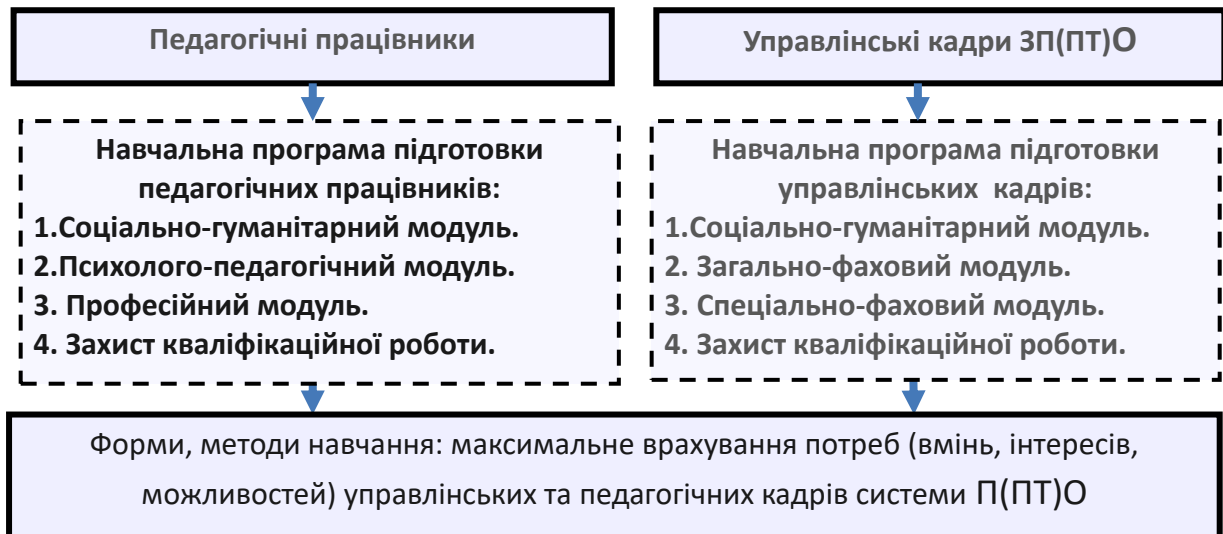 Педагогічні працівники
Управлінські кадри ЗП(ПТ)О
Навчальна програма підготовки
педагогічних працівників:
1.Соціально-гуманітарний модуль.
2.Психолого-педагогічний модуль.
3. Професійний модуль.
4. Захист кваліфікаційної роботи.
Навчальна програма підготовки
управлінських кадрів:
1.Соціально-гуманітарний модуль.
2. Загально-фаховий модуль.
3. Спеціально-фаховий модуль.
4. Захист кваліфікаційної роботи.
Форми, методи навчання: максимальне врахування потреб (вмінь, інтересів,
можливостей) управлінських та педагогічних кадрів системи П(ПТ)О